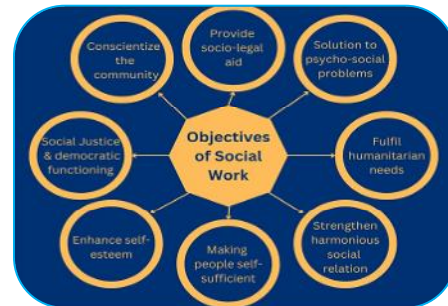 Provide
socio-legal
aid
Conscientize
the
community
Solution to
psycho-social
problems
Objectives
of Social
Work
Social Justice
& democratic
functioning
Fulfil
humanitarian
needs
Enhance self-
esteem
Making
people self-
sufficient
Strengthen
harmonious
social
relation